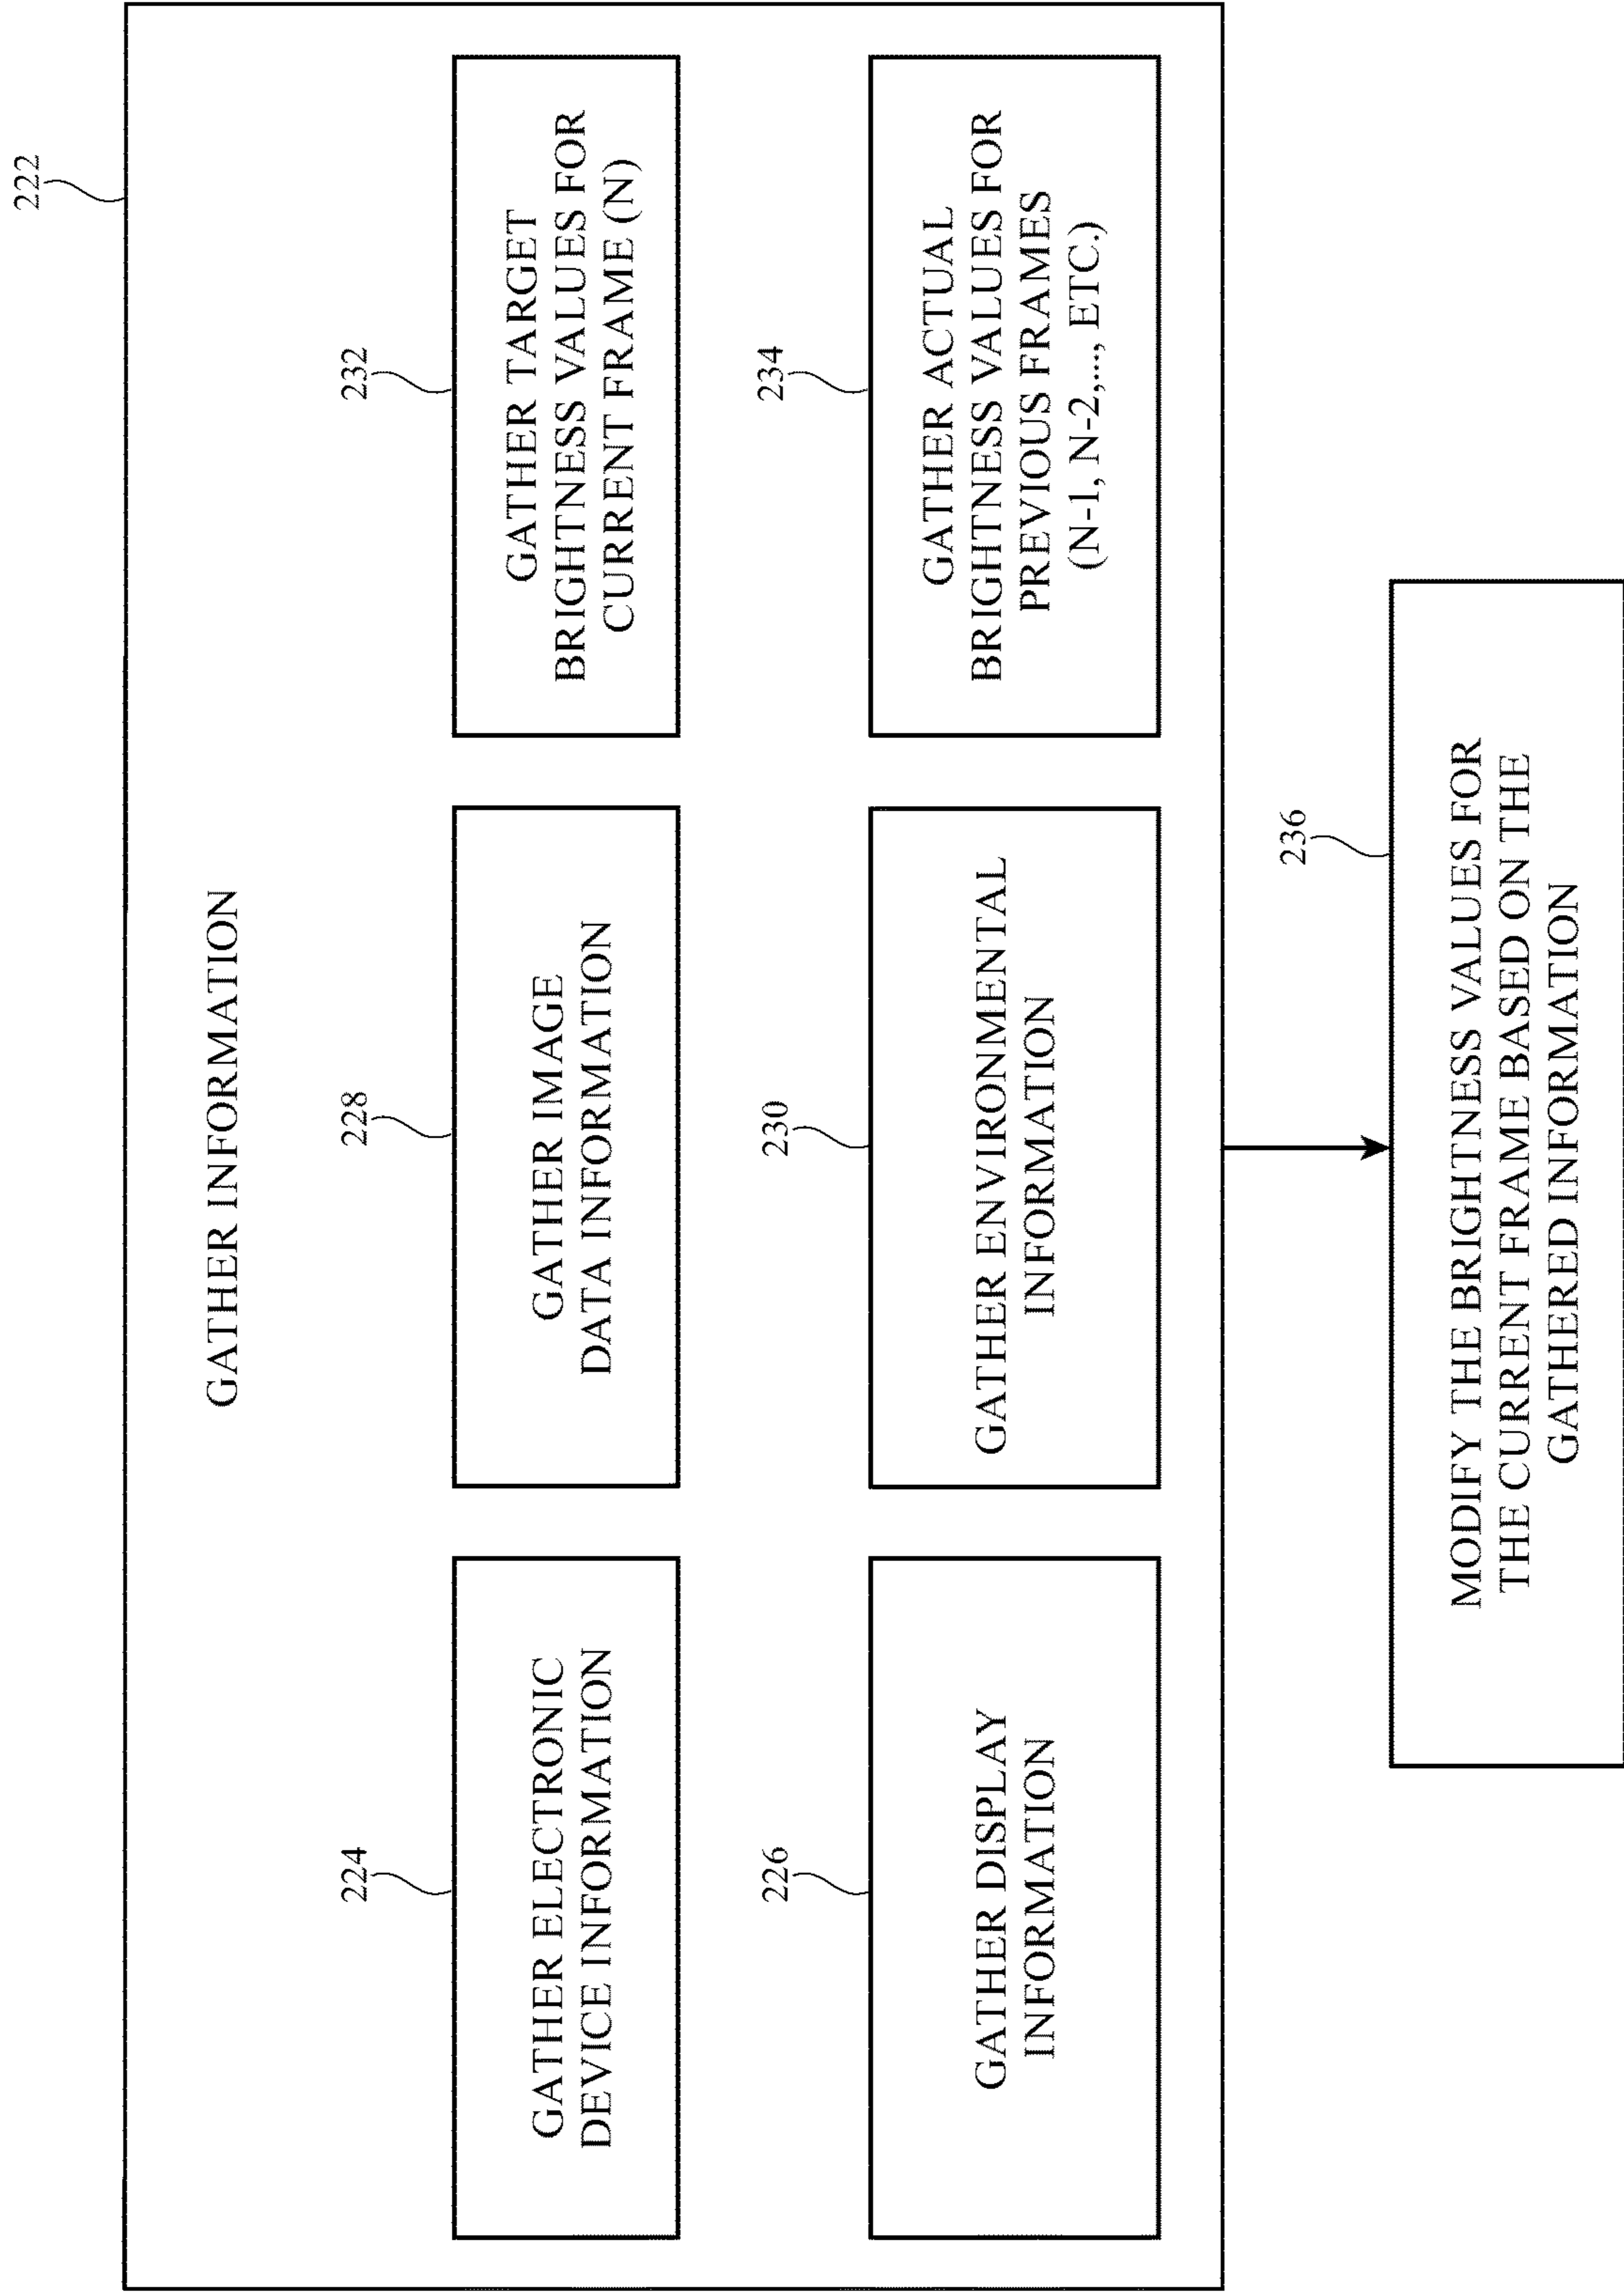 222
GATHER INFORMATION
224
GATHER ELECTRONIC
DEVICE INFORMATION
228
GATHER IMAGE
DATA INFORMATION
232
GATHER TARGET
BRIGHTNESS VALUES FOR
CURRENT FRAME (N)
226
GATHER DISPLAY
INFORMATION
230
GATHER ENVIRONMENTAL
INFORMATION
234
GATHER ACTUAL
BRIGHTNESS VALUES FOR
PREVIOUS FRAMES
(N-1, N-2,..., ETC.)
236
MODIFY THE BRIGHTNESS VALUES FOR
THE CURRENT FRAME BASED ON THE
GATHERED INFORMATION